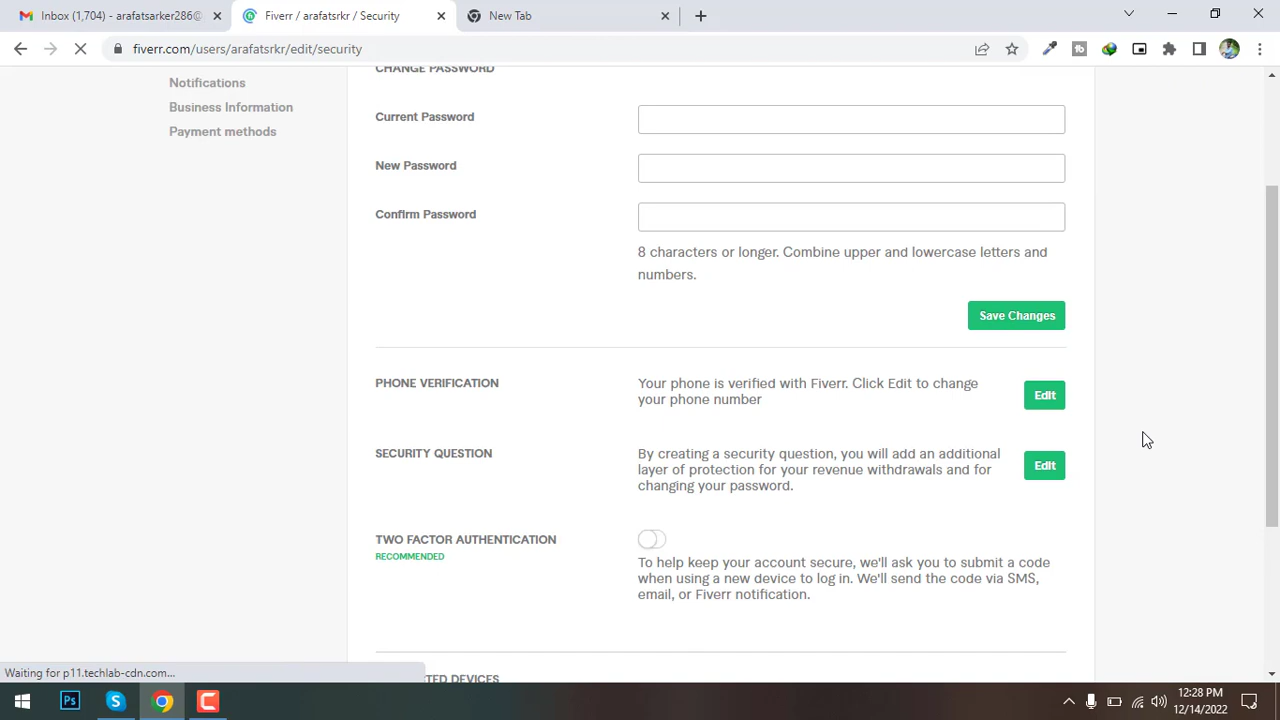 Inbox (1,704) - arafatsarker286@
Fiverr / arafatsrkr / Security
New Tab
fiverr.com/users/arafatsrkr/edit/security
CHANGE PASSWORD
Notifications
Business Information
Payment methods
Current Password
New Password
Confirm Password
8 characters or longer. Combine upper and lowercase letters and
numbers.
Save Changes
PHONE VERIFICATION
Your phone is verified with Fiverr. Click Edit to change
your phone number
Edit
SECURITY QUESTION
By creating a security question, you will add an additional
layer of protection for your revenue withdrawals and for
changing your password.
Edit
TWO FACTOR AUTHENTICATION
RECOMMENDED
To help keep your account secure, we'll ask you to submit a code
when using a new device to log in. We'll send the code via SMS,
email, or Fiverr notification.
Waiting for p11.techlab-cdn.com...
TED DEVICES
Ps
12:28 PM
12/14/2022